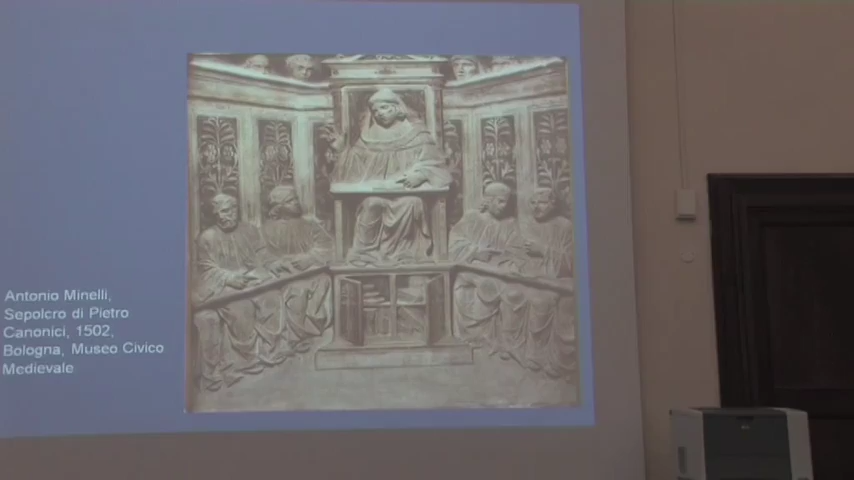 Antonio Minelli,
Sepolcro di Pietro
Canonici, 1502,
Bologna, Museo Civico
Medievale